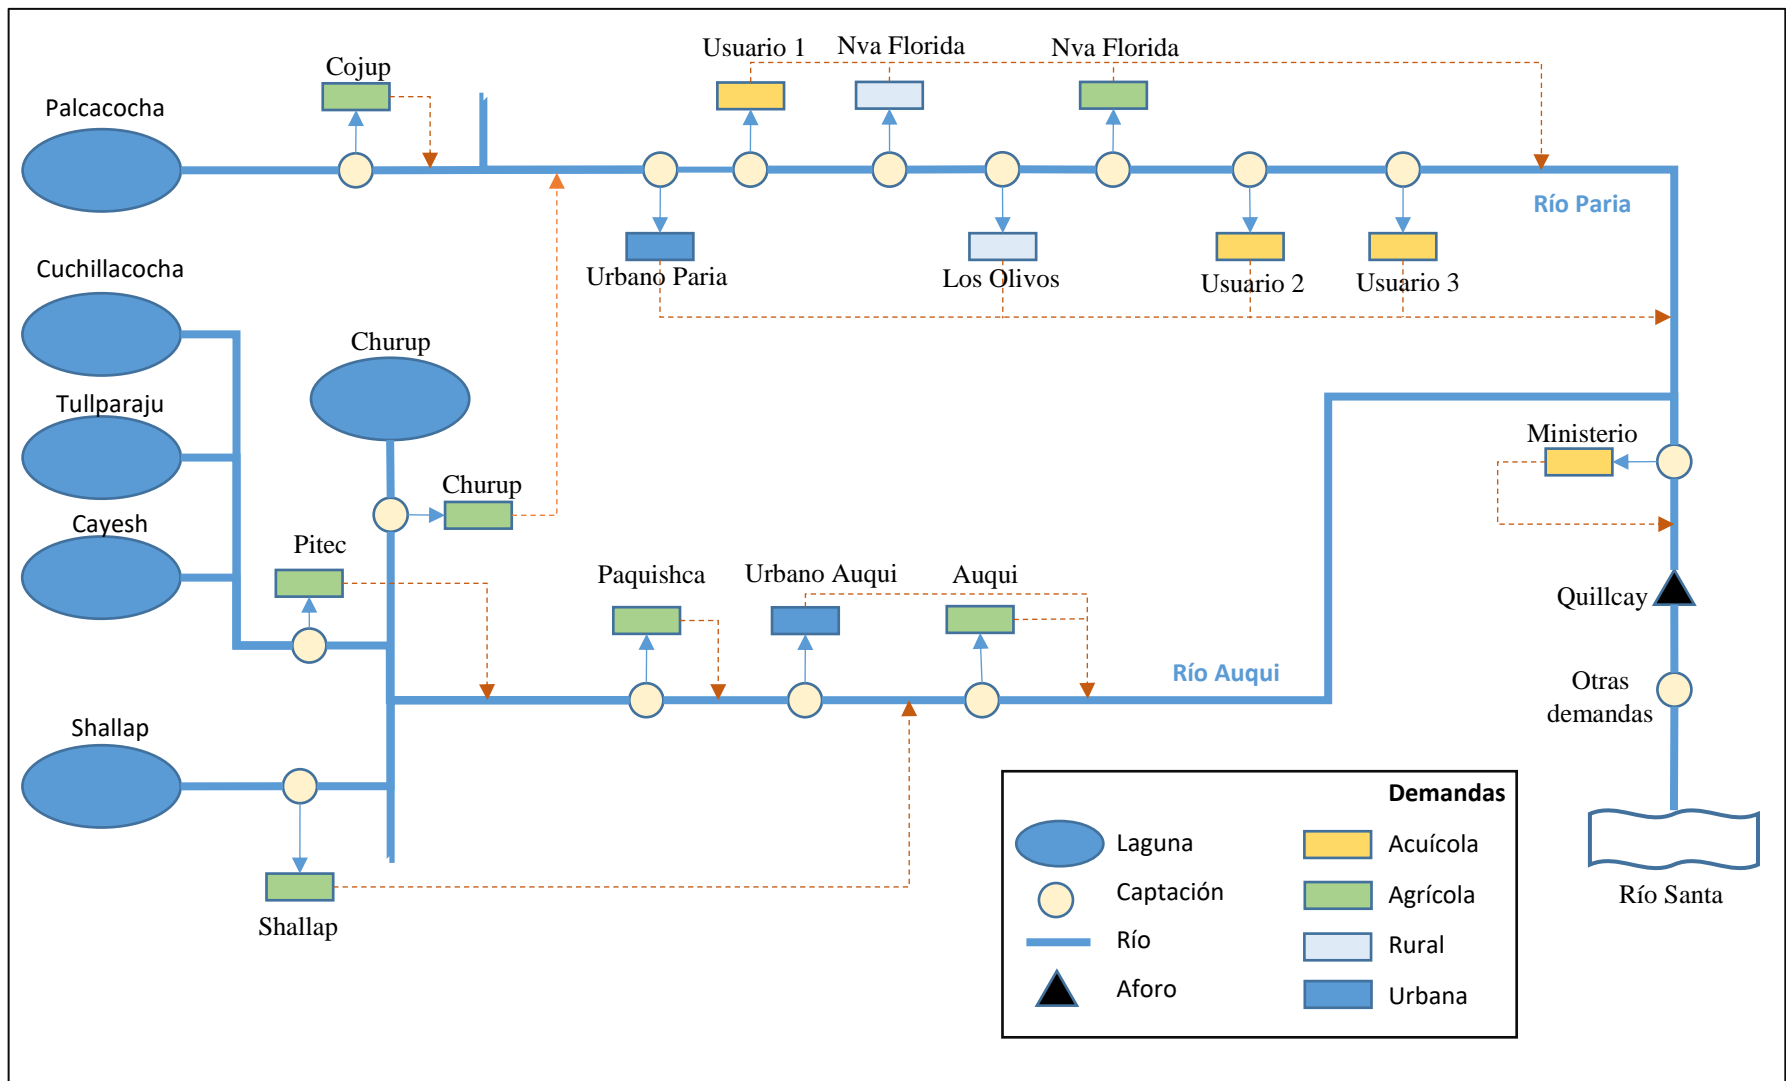 Usuario 1
Nva Florida
Nva Florida
Cojup
Palcacocha
Río Paria
Urbano Paria
Los Olivos
Usuario 2
Usuario 3
Cuchillacocha
Churup
Tullparaju
Ministerio
Churup
Cayesh
Pitec
Paquishca
Urbano Auqui
Auqui
Quillcay
Río Auqui
Otras
demandas
Shallap
Shallap
Demandas
Laguna
Acuícola
Captación
Agrícola
Río
Rural
Aforo
Urbana
Río Santa